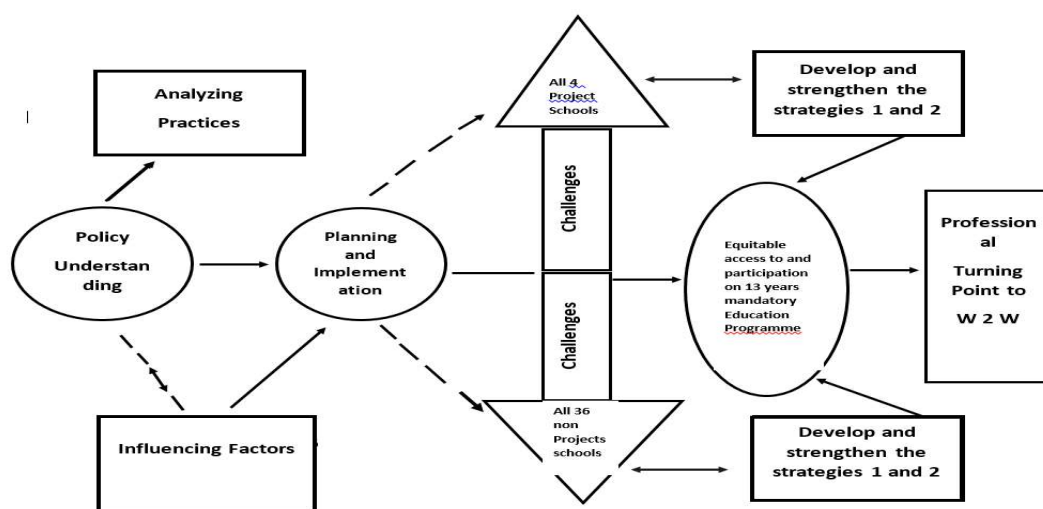 Analyzing
Practices
Policy
Understan
ding
Influencing Factors
Planning
and
Implement
ation
All 4
Project
Schools
Challenges
Challenges
All 36
non
Projects
schools
Develop and
strengthen the
strategies 1 and 2
Equitable
access to and
participation
on 13 years
mandatory
Education
Programme
Develop and
strengthen the
strategies 1 and 2
Profession
al
Turning
Point to
W 2 W